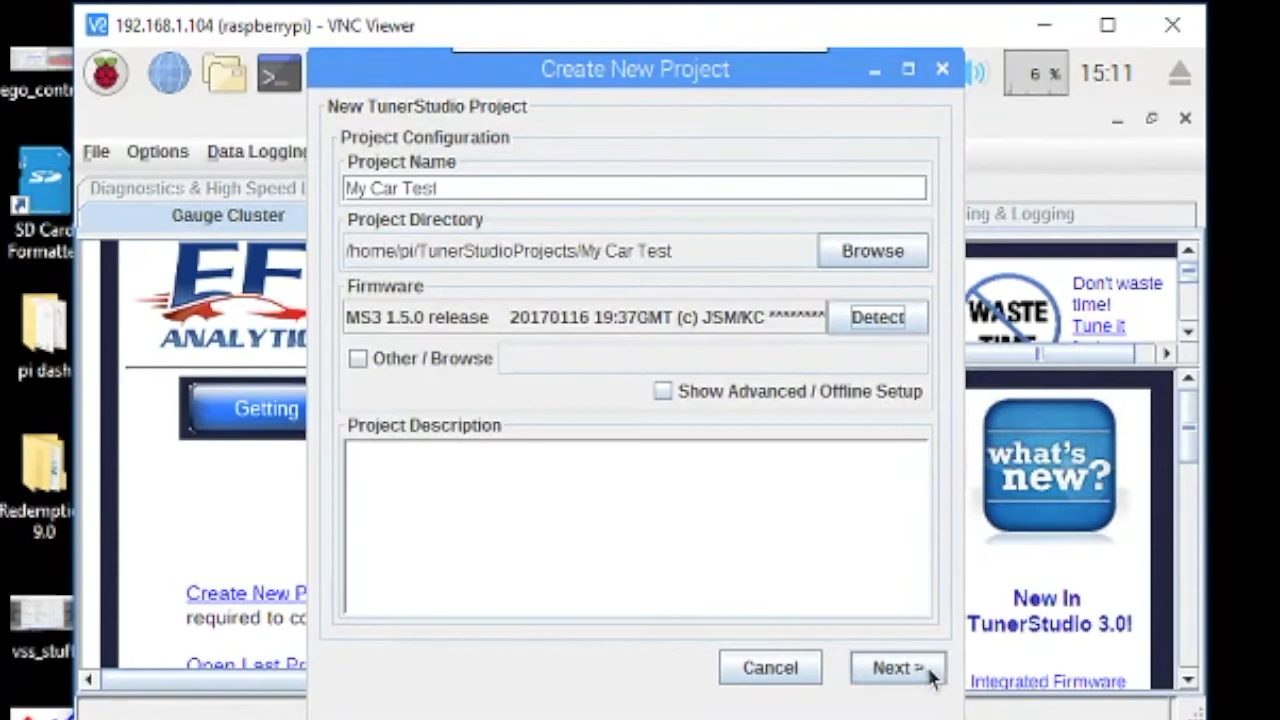 192.168.1.104 (raspberrypi) - VNC Viewer
Create New Project
6 %
15:11
New TunerStudio Project
Project Configuration
Project Name
My Car Test
Project Directory
/home/pi/TunerStudioProjects/My Car Test
Browse
Firmware
MS3 1.5.0 release 20170116 19:37GMT (c) JSM/KC ********
Detect
Other / Browse
Show Advanced / Offline Setup
Project Description
Cancel
Next >
File Options Data Logging
Diagnostics & High Speed L
Gauge Cluster
ing & Logging
EF
ANALYTIC
Getting
Create New P
required to co
Open Last Pr
Don't waste
time!
Tune it
WASTE
TIME
what's
new?
New In
TunerStudio 3.0!
Integrated Firmware
ego_contr
SD
SD Card
Formatte
pi dash
Redempti
9.0
vss_stuff